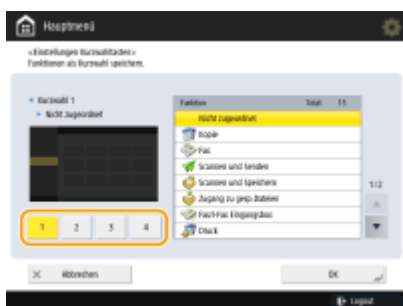 Hauptmenü
<Einstellungen Kurzwahltasten>
Funktionen als Kurzwahl speichern.
Kurzwahl 1
Nicht zugeordnet
Funktion Total 15
Nicht zugeordnet
Kopie
Fax
Scannen und Senden
Scannen und Speichern
Zugang zu gesp. Dateien
Fax/I-Fax Eingangsbox
Druck
1/2
1 2 3 4
Abbrechen
OK
Logout